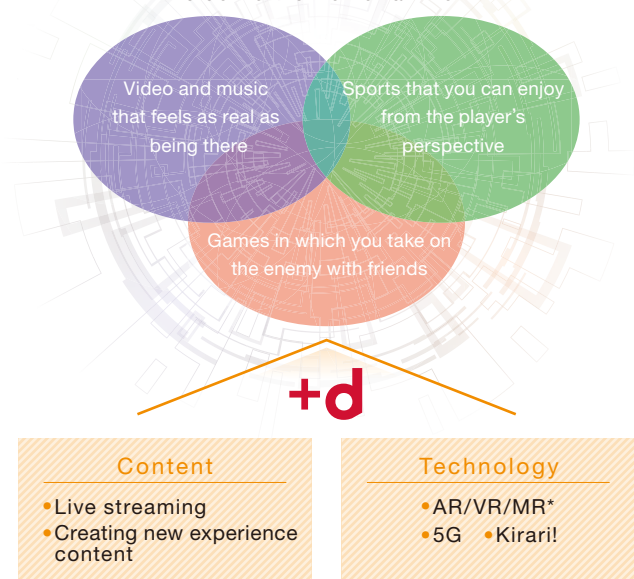 Video and music
that feels as real as
being there
Sports that you can enjoy
from the player's
perspective
Games in which you take on
the enemy with friends
+d
Content
•Live streaming
•Creating new experience
content
Technology
•AR/VR/MR*
•5G •Kirari!